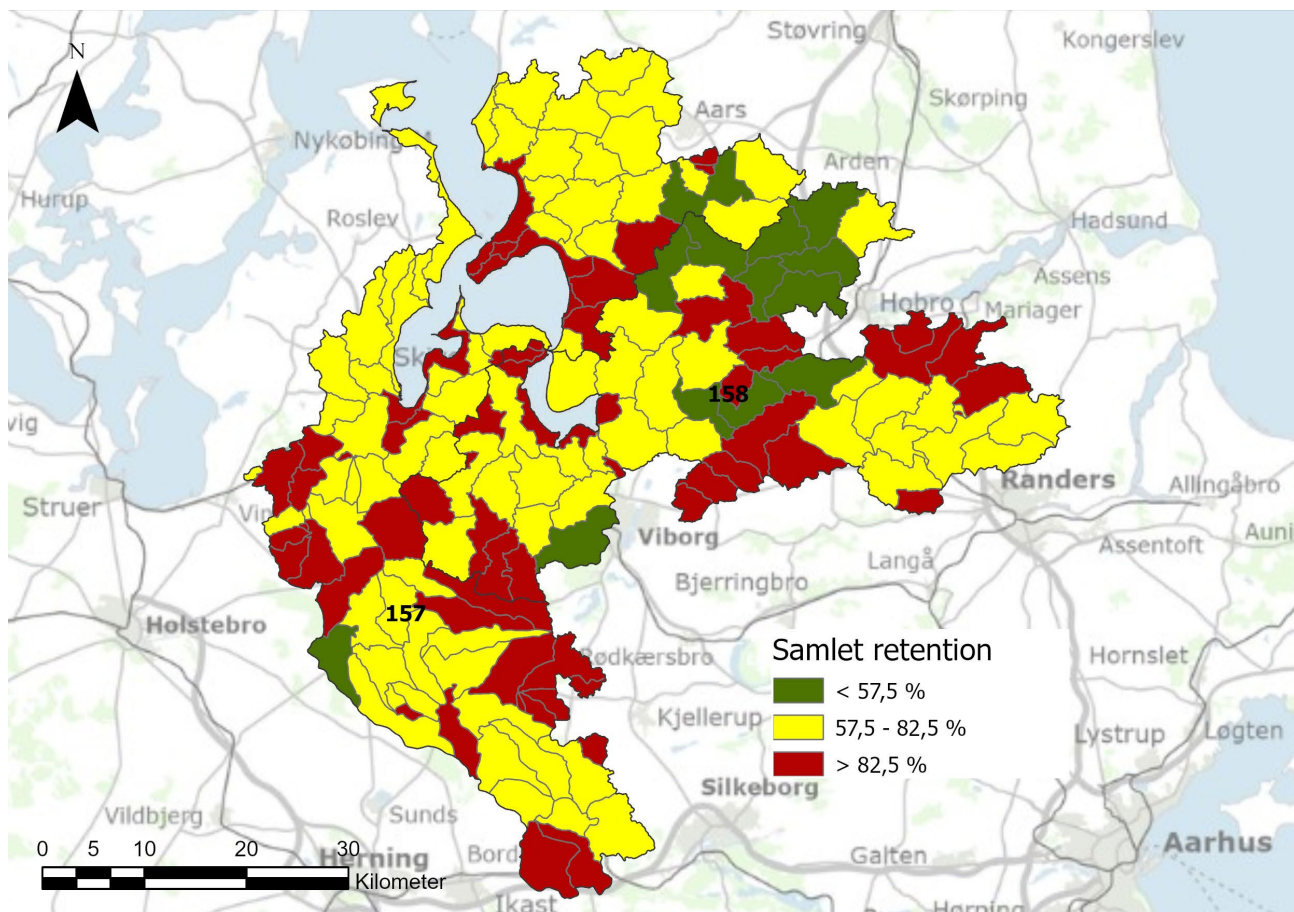 Støvring
Kongerslev
N
Aars
Skørping
Nykøbing M
Arden
Hurup
Roslev
Hadsund
Assens
Hobro
Mariager
Ski
158
vig
Struer
Vin
Randers
Allingåbro
Viborg
Auni
Assentoft
Langå
Bjerringbro
157
Holstebro
Rødkærsbro
Samlet retention
< 57,5 %
57,5 - 82,5 %
> 82,5 %
Hornslet
Kjellerup
Lystrup
Løgten
Silkeborg
Vildbjerg
Sunds
0 5 10 20 30
Kilometer
Herning
Bord
Galten
Aarhus
Ikast
Hørning